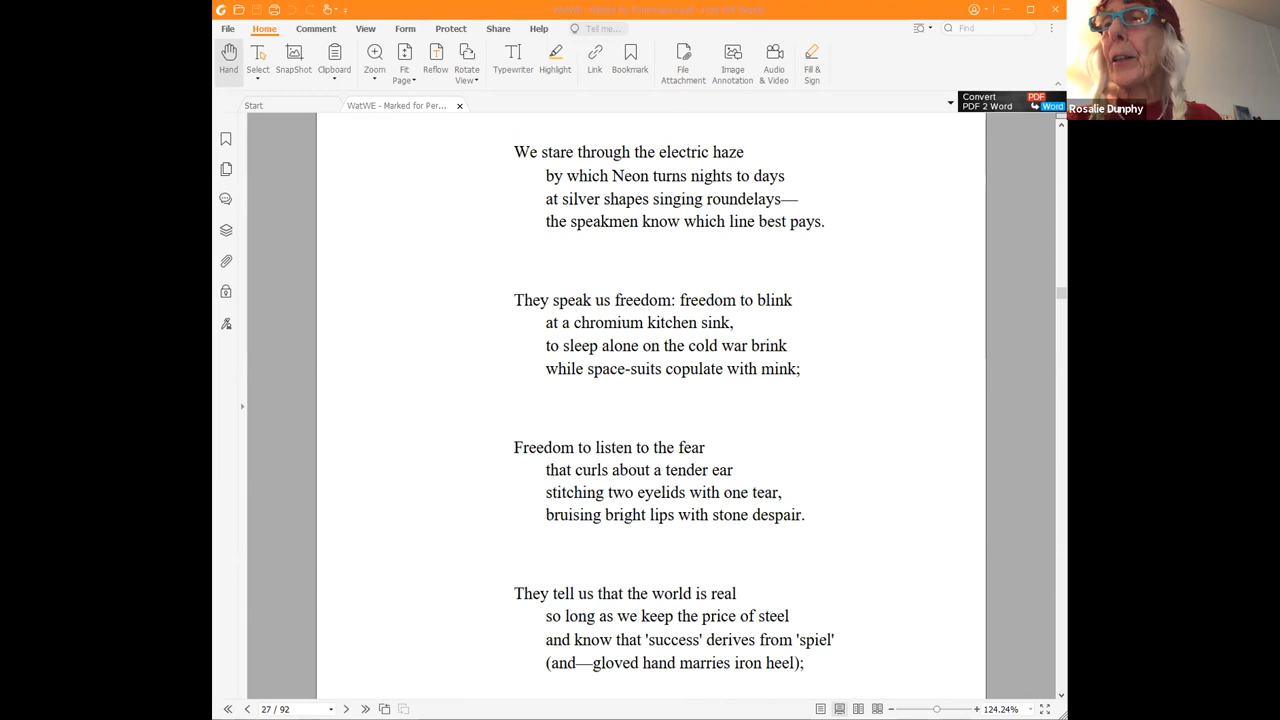 File Home Comment View Form Protect Share Help Tell me... Find
Hand Select SnapShot Clipboard Zoom Fit Page Reflow Rotate View Typewriter Highlight Link Bookmark File Attachment Image Annotation Audio & Video Fill & Sign
Start WatWE - Marked for Per...
Convert PDF
PDF 2 Word Word
Rosalie Dunphy
We stare through the electric haze
by which Neon turns nights to days
at silver shapes singing roundelays—
the speakmen know which line best pays.
They speak us freedom: freedom to blink
at a chromium kitchen sink,
to sleep alone on the cold war brink
while space-suits copulate with mink;
Freedom to listen to the fear
that curls about a tender ear
stitching two eyelids with one tear,
bruising bright lips with stone despair.
They tell us that the world is real
so long as we keep the price of steel
and know that 'success' derives from 'spiel'
(and—gloved hand marries iron heel);
27 / 92 124.24%